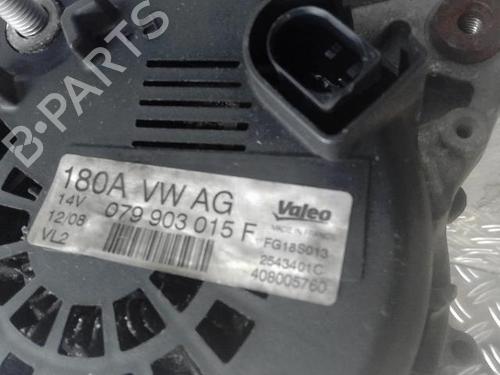 B-PARTS
180A VW AG
14V 079 903 015 F
12/08
VL2
Valeo
MADE IN FRANCE
FG18S013
2543401C
408005760